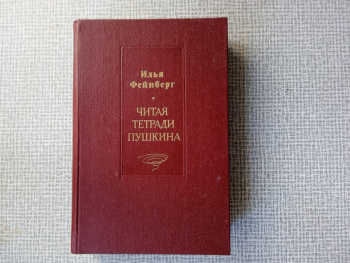 Илья
Фейнберг
ЧИТАЯ
ТЕТРАДИ
ПУШКИНА